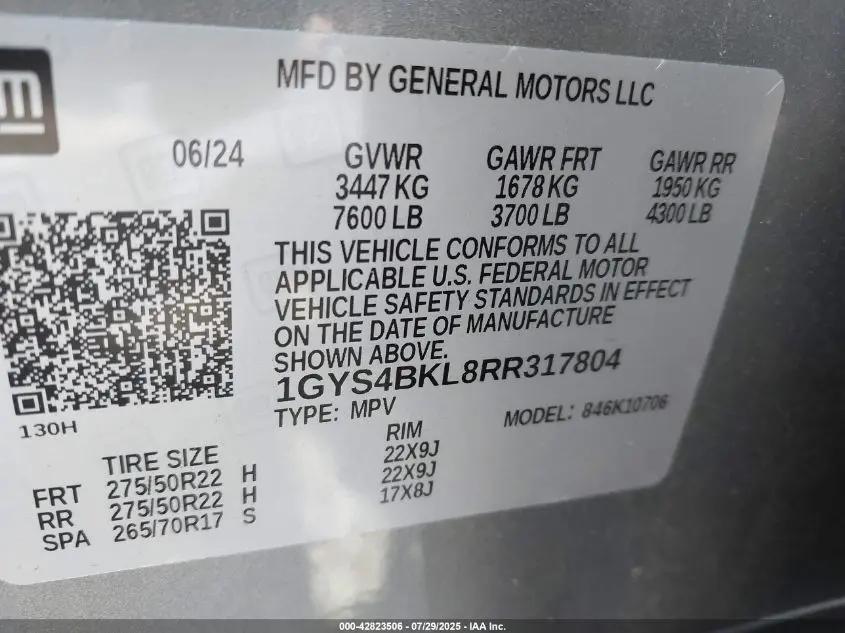 gm
MFD BY GENERAL MOTORS LLC
06/24 GVWR GAWR FRT GAWR RR
3447 KG 1678 KG 1950 KG
7600 LB 3700 LB 4300 LB
THIS VEHICLE CONFORMS TO ALL
APPLICABLE U.S. FEDERAL MOTOR
VEHICLE SAFETY STANDARDS IN EFFECT
ON THE DATE OF MANUFACTURE
SHOWN ABOVE.
1GYS4BKL8RR317804
TYPE: MPV MODEL: 846K10706
130H
TIRE SIZE RIM
FRT 275/50R22 H 22X9J
RR 275/50R22 H 22X9J
SPA 265/70R17 S 17X8J
000-42823506 - 07/29/2025 - IAA Inc.